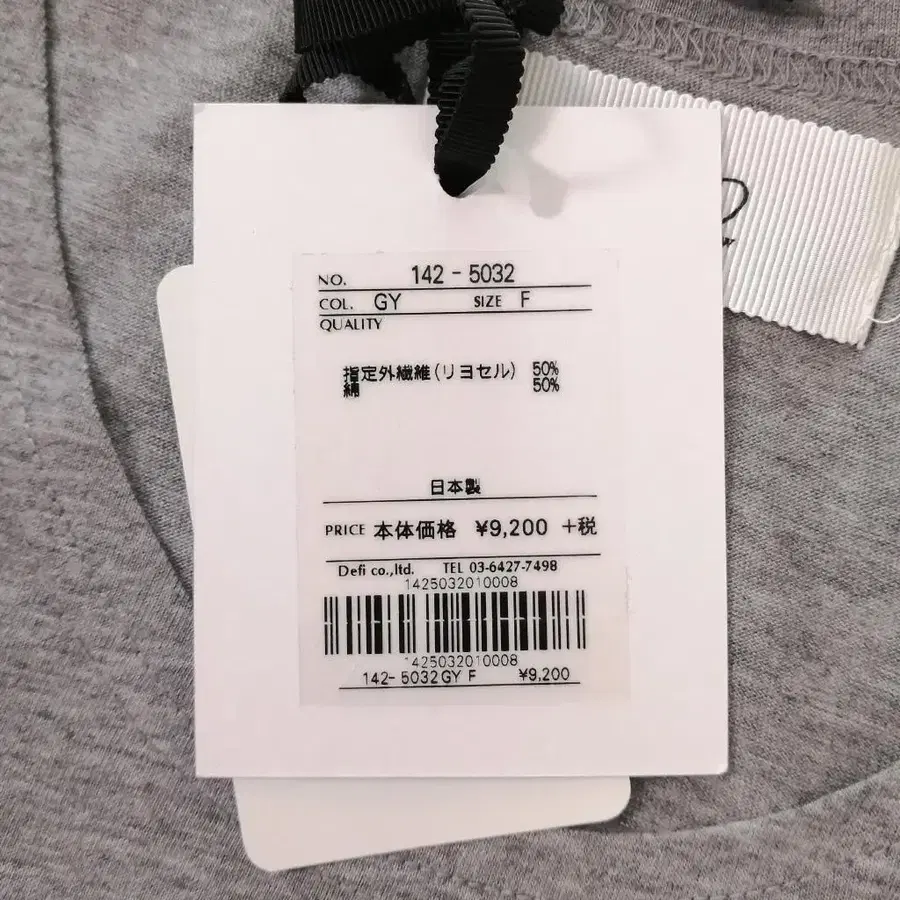 NO. 142-5032
COL. GY SIZE F
QUALITY
指定外繊維(リヨセル) 50%
綿 50%
日本製
PRICE 本体価格 ¥9,200 +税
Defi co.,ltd. TEL 03-6427-7498
1425032010008
1425032010008
142-5032GY F ¥9,200